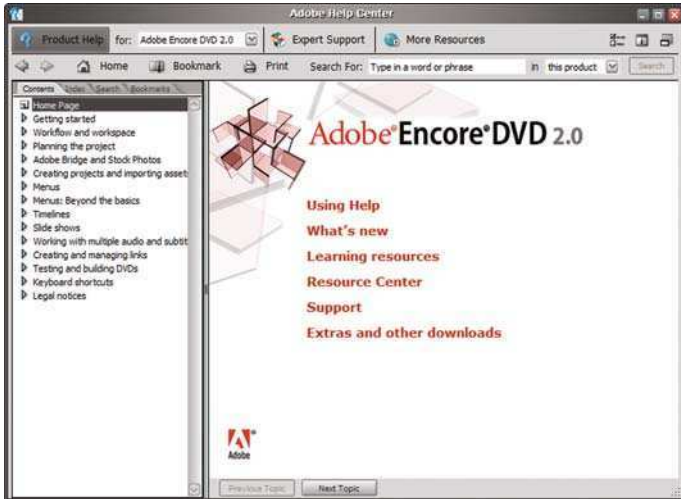 Adobe Help Center
Product Help for: Adobe Encore DVD 2.0 Expert Support More Resources
Home Bookmark Print Search For: Type in a word or phrase in this product Search
Contents Index Search Bookmarks
Home Page
Getting started
Workflow and workspace
Planning the project
Adobe Bridge and Stock Photos
Creating projects and importing asset
Menus
Menus: Beyond the basics
Timelines
Slide shows
Working with multiple audio and subtit
Creating and managing links
Testing and building DVDs
Keyboard shortcuts
Legal notices
Adobe® Encore® DVD 2.0
Using Help
What's new
Learning resources
Resource Center
Support
Extras and other downloads
Adobe
Previous Topic Next Topic